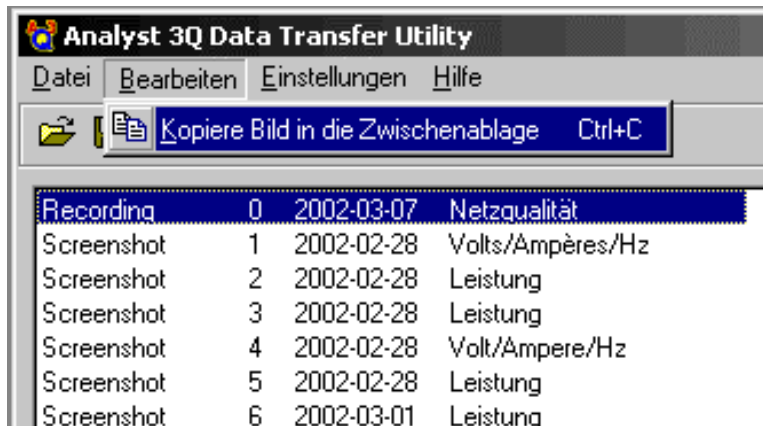 Analyst 3Q Data Transfer Utility
Datei Bearbeiten Einstellungen Hilfe
Kopiere Bild in die Zwischenablage Ctrl+C
Recording 0 2002-03-07 Netzqualität
Screenshot 1 2002-02-28 Volts/Ampères/Hz
Screenshot 2 2002-02-28 Leistung
Screenshot 3 2002-02-28 Leistung
Screenshot 4 2002-02-28 Volt/Ampere/Hz
Screenshot 5 2002-02-28 Leistung
Screenshot 6 2002-03-01 Leistung